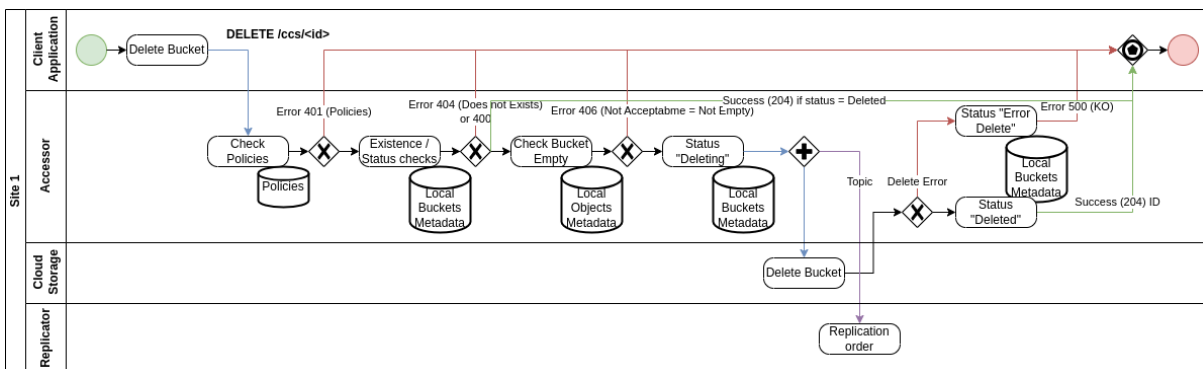 Site 1
Client
Application
Delete Bucket
DELETE /ccs/<id>
Accessor
Error 401 (Policies)
Error 404 (Does not Exists)
or 400
Success (204) if status = Deleted
Error 406 (Not Acceptabme = Not Empty)
Check
Policies
Policies
Existence /
Status checks
Local
Buckets
Metadata
Check Bucket
Empty
Local
Objects
Metadata
Status
"Deleting"
Local
Buckets
Metadata
Topic
Delete Error
Status "Error
Delete"
Error 500 (KO)
Local
Buckets
Metadata
Status
"Deleted"
Success (204) ID
Cloud
Storage
Delete Bucket
Replicator
Replication
order